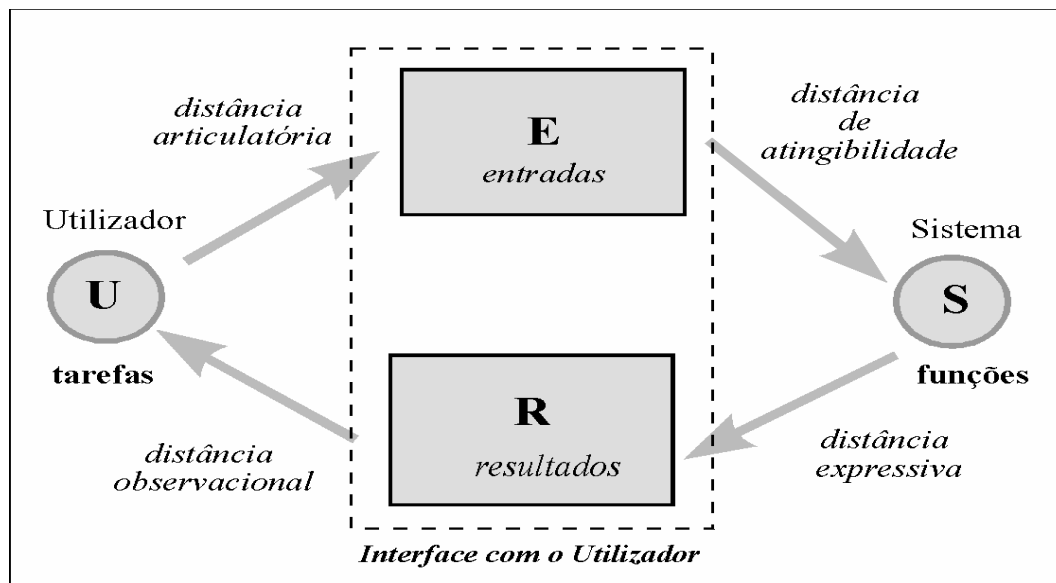 distância
articulatória
E
entradas
distância
de
atingibilidade
Utilizador
U
tarefas
Sistema
S
funções
R
resultados
distância
observacional
distância
expressiva
Interface com o Utilizador